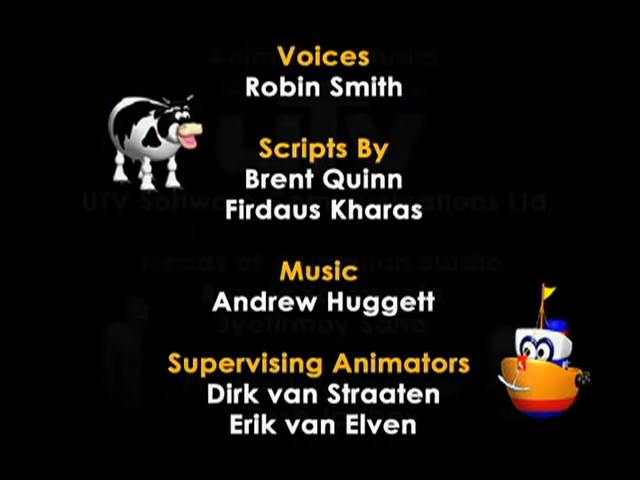 Voices
Robin Smith
Scripts By
Brent Quinn
Firdaus Kharas
Music
Andrew Huggett
Supervising Animators
Dirk van Straaten
Erik van Elven